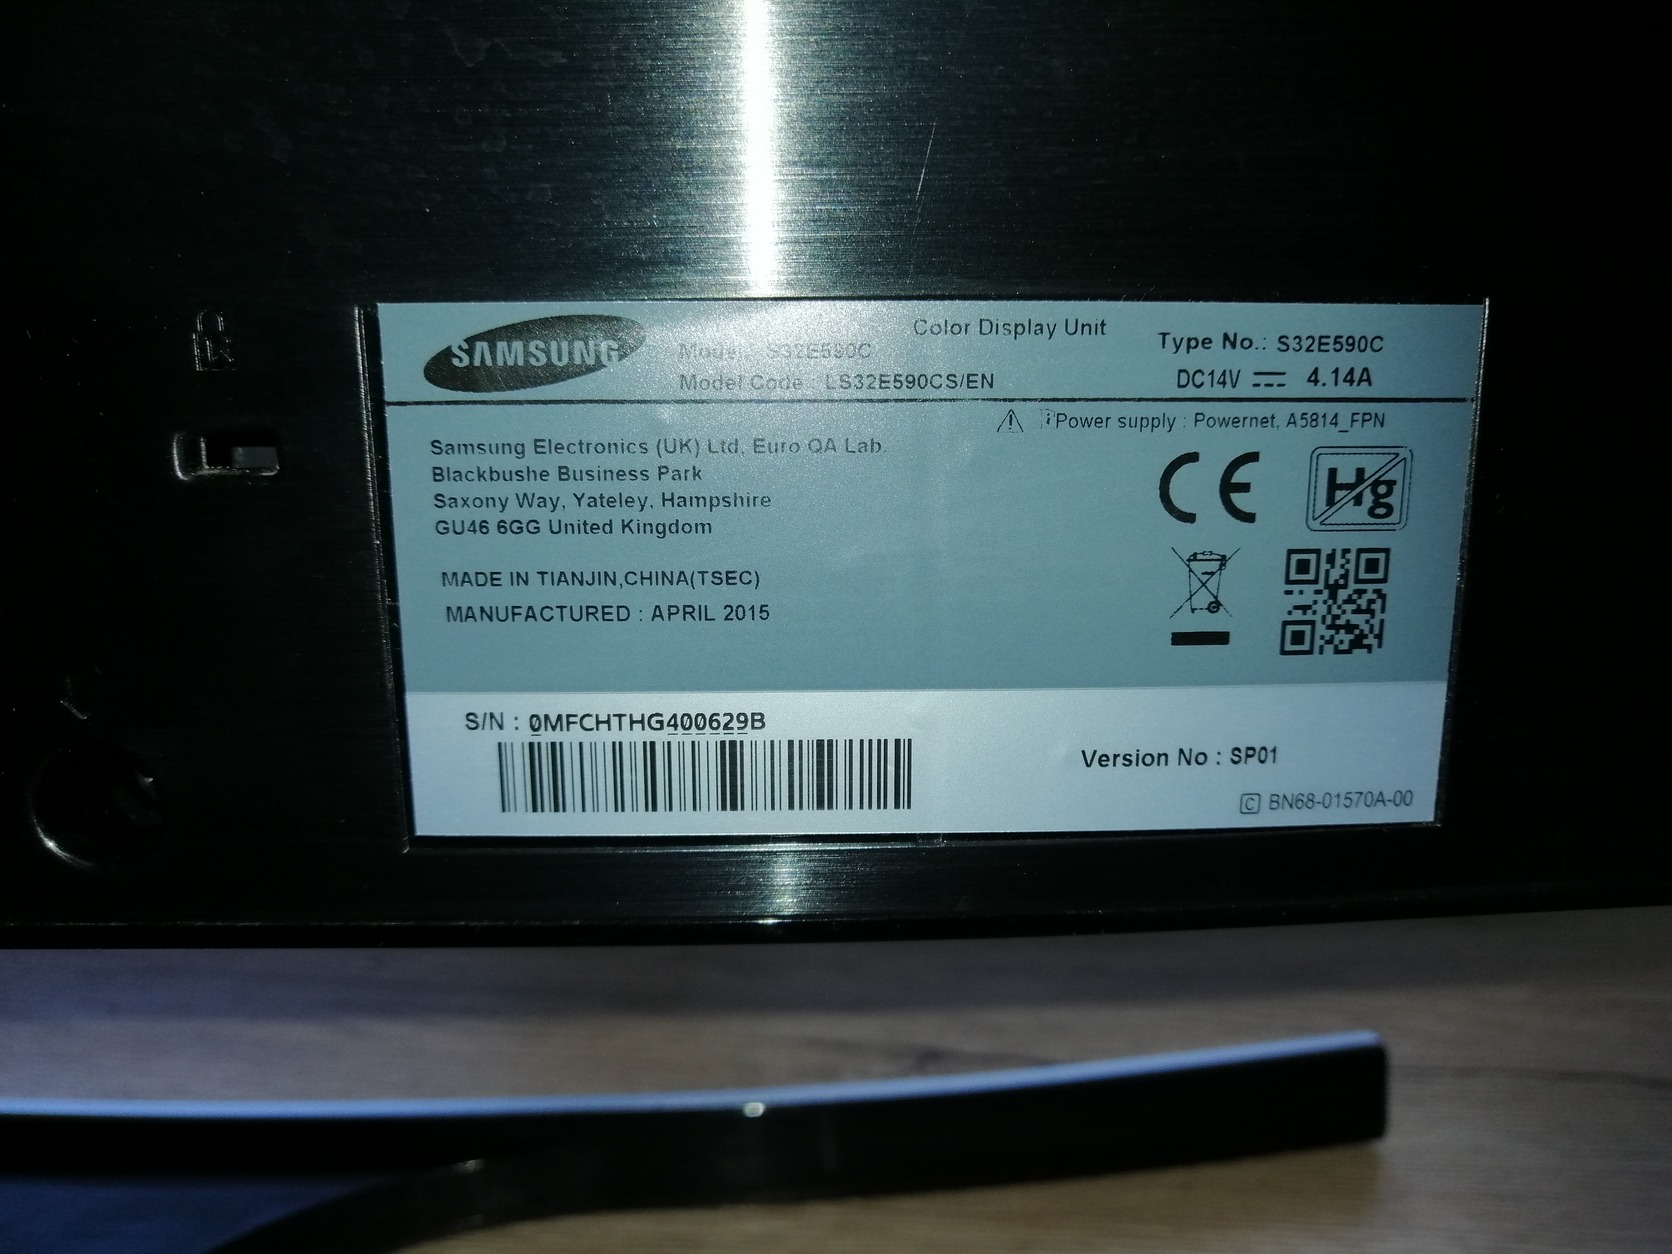 SAMSUNG
Color Display Unit
Model : S32E590C
Model Code : LS32E590CS/EN
Type No.: S32E590C
DC14V 4.14A
Power supply : Powernet, A5814_FPN
Samsung Electronics (UK) Ltd, Euro QA Lab.
Blackbushe Business Park
Saxony Way, Yateley, Hampshire
GU46 6GG United Kingdom
CE
Hg
MADE IN TIANJIN,CHINA(TSEC)
MANUFACTURED : APRIL 2015
S/N : 0MFCHTHG400629B
Version No : SP01
C BN68-01570A-00